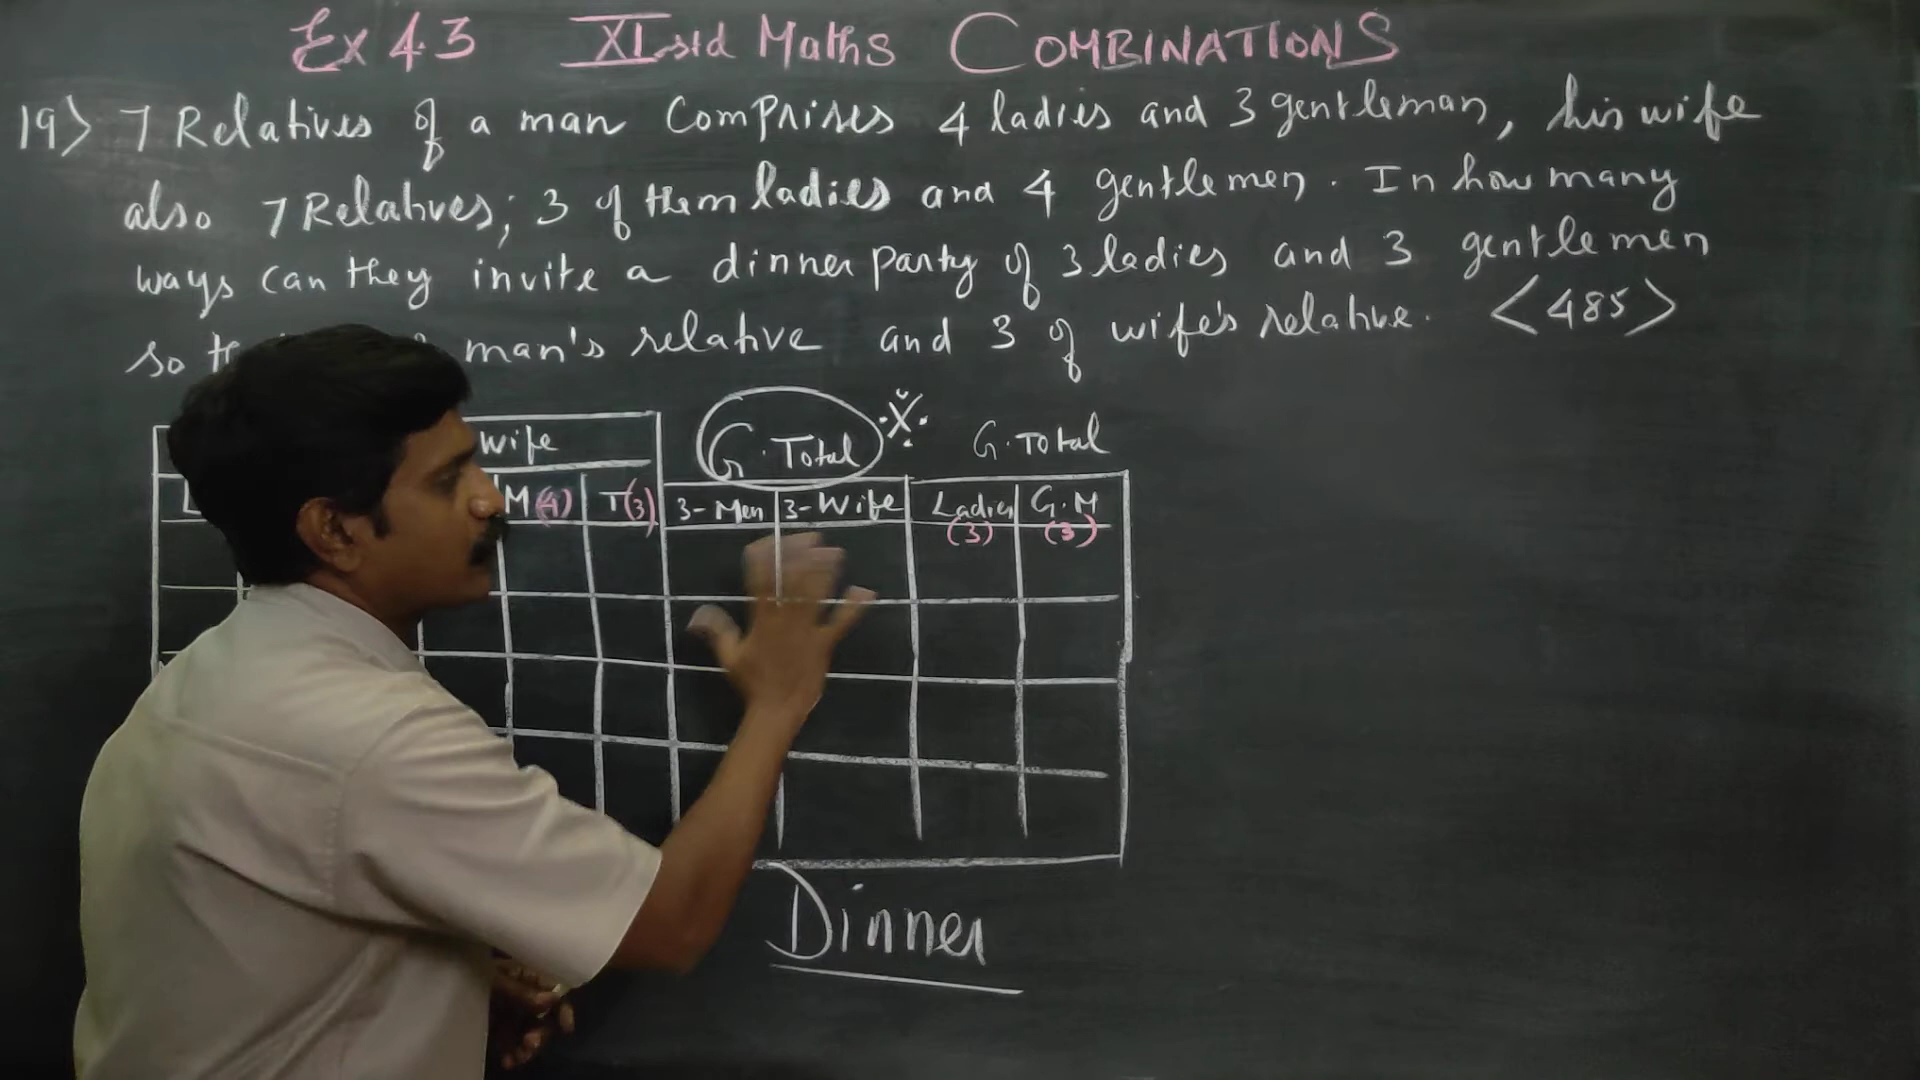 Ex 4.3 XI-std Maths COMBINATIONS
19) 7 Relatives of a man Comprises 4 ladies and 3 gentleman, his wife
also 7 Relatives; 3 of them ladies and 4 gentlemen. In how many
ways can they invite a dinner party of 3 ladies and 3 gentlemen
so man's relative and 3 of wife's relative. <485>
wife G. Total G. Total
L M(4) T(3) 3-Men 3-Wife Ladies G.M
(3) (3)
Dinner